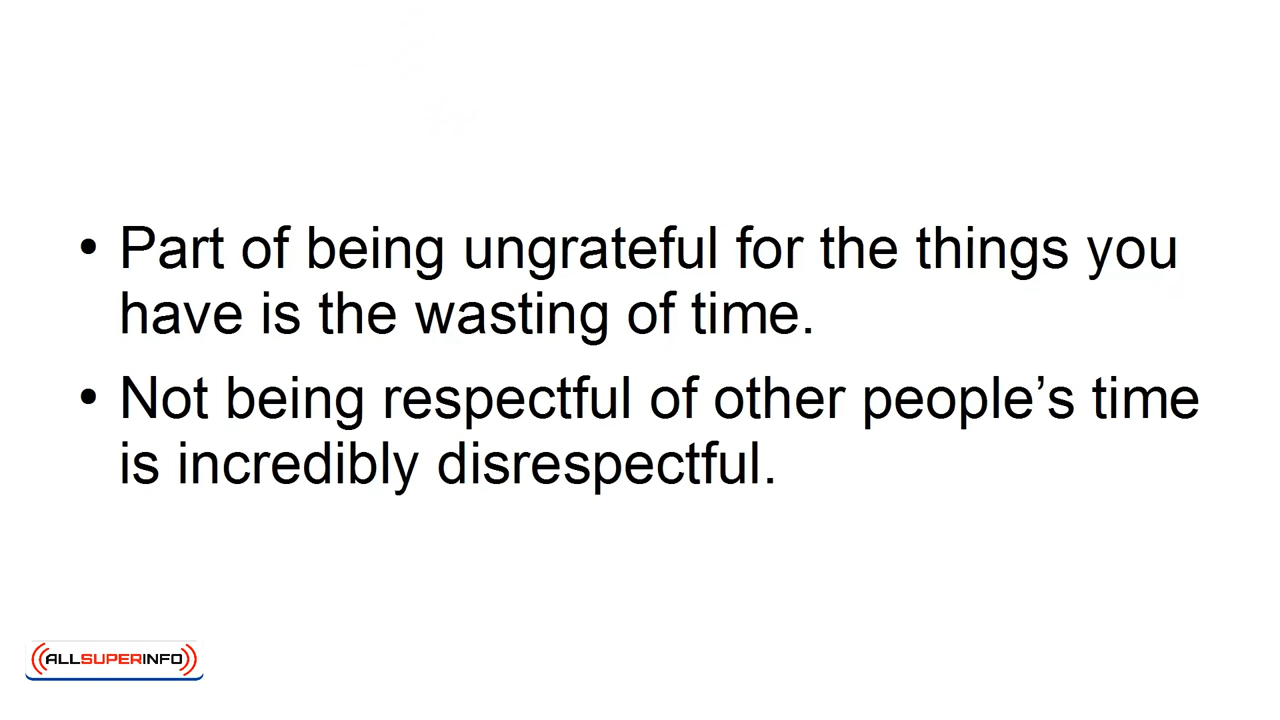 • Part of being ungrateful for the things you
have is the wasting of time.
• Not being respectful of other people’s time
is incredibly disrespectful.
ALLSUPERINFO